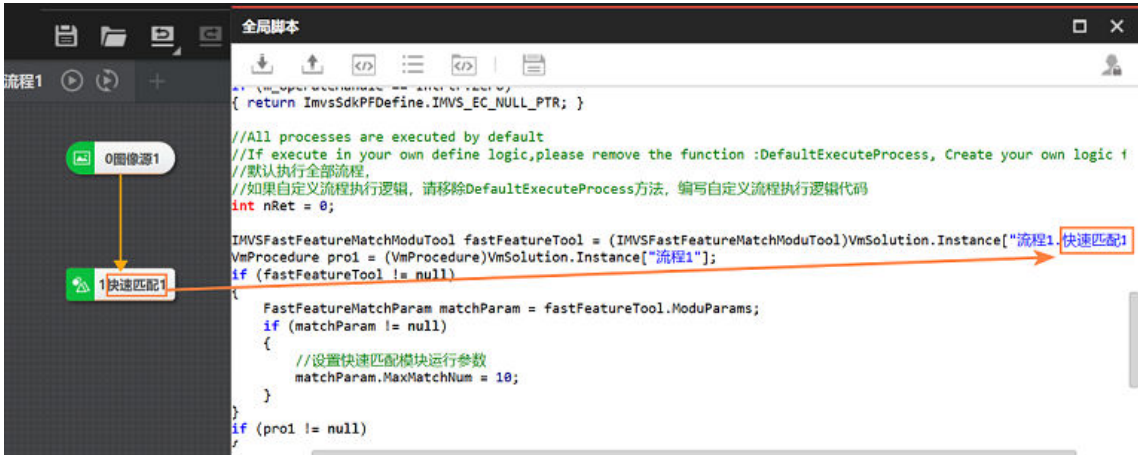 全局脚本
流程1
0图像源1
1快速匹配1
{ return ImvsSdkPFDefine.IMVS_EC_NULL_PTR; }
//All processes are executed by default
//If execute in your own define logic,please remove the function :DefaultExecuteProcess, Create your own logic f
//默认执行全部流程,
//如果自定义流程执行逻辑, 请移除DefaultExecuteProcess方法, 编写自定义流程执行逻辑代码
int nRet = 0;
IMVSFastFeatureMatchModuTool fastFeatureTool = (IMVSFastFeatureMatchModuTool)VmSolution.Instance["流程1.快速匹配1
VmProcedure pro1 = (VmProcedure)VmSolution.Instance["流程1"];
if (fastFeatureTool != null)
{
FastFeatureMatchParam matchParam = fastFeatureTool.ModuParams;
if (matchParam != null)
{
//设置快速匹配模块运行参数
matchParam.MaxMatchNum = 10;
}
}
if (pro1 != null)